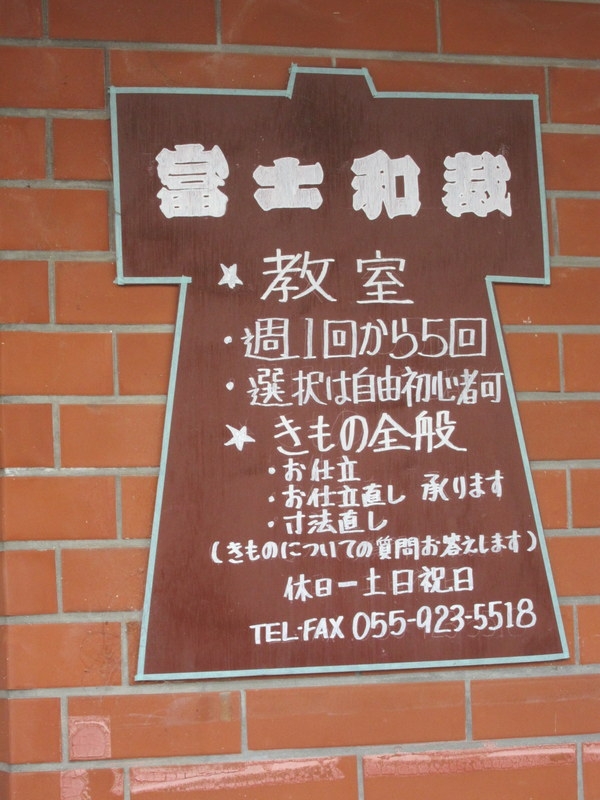 富士和裁
★教室
・週1回から5回
・選択は自由初心者可
★きもの全般
・お仕立
・お仕立直し 承ります
・寸法直し
(きものについての質問お答えします)
休日ー土日祝日
TEL-FAX 055-923-5518